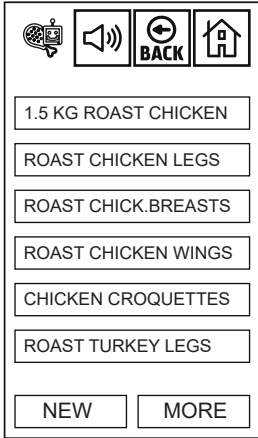 BACK
1.5 KG ROAST CHICKEN
ROAST CHICKEN LEGS
ROAST CHICK.BREASTS
ROAST CHICKEN WINGS
CHICKEN CROQUETTES
ROAST TURKEY LEGS
NEW MORE